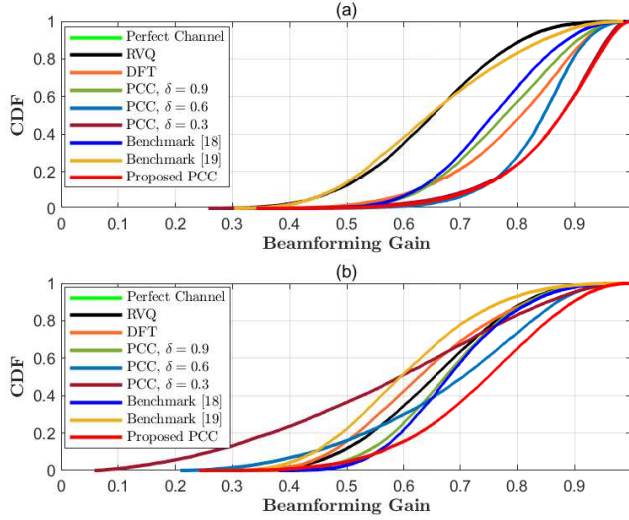 (a)
1
0.8
0.6
0.4
0.2
0
CDF
Perfect Channel
RVQ
DFT
PCC, δ = 0.9
PCC, δ = 0.6
PCC, δ = 0.3
Benchmark [18]
Benchmark [19]
Proposed PCC
0 0.1 0.2 0.3 0.4 0.5 0.6 0.7 0.8 0.9
Beamforming Gain
(b)
1
0.8
0.6
0.4
0.2
0
CDF
Perfect Channel
RVQ
DFT
PCC, δ = 0.9
PCC, δ = 0.6
PCC, δ = 0.3
Benchmark [18]
Benchmark [19]
Proposed PCC
0 0.1 0.2 0.3 0.4 0.5 0.6 0.7 0.8 0.9
Beamforming Gain